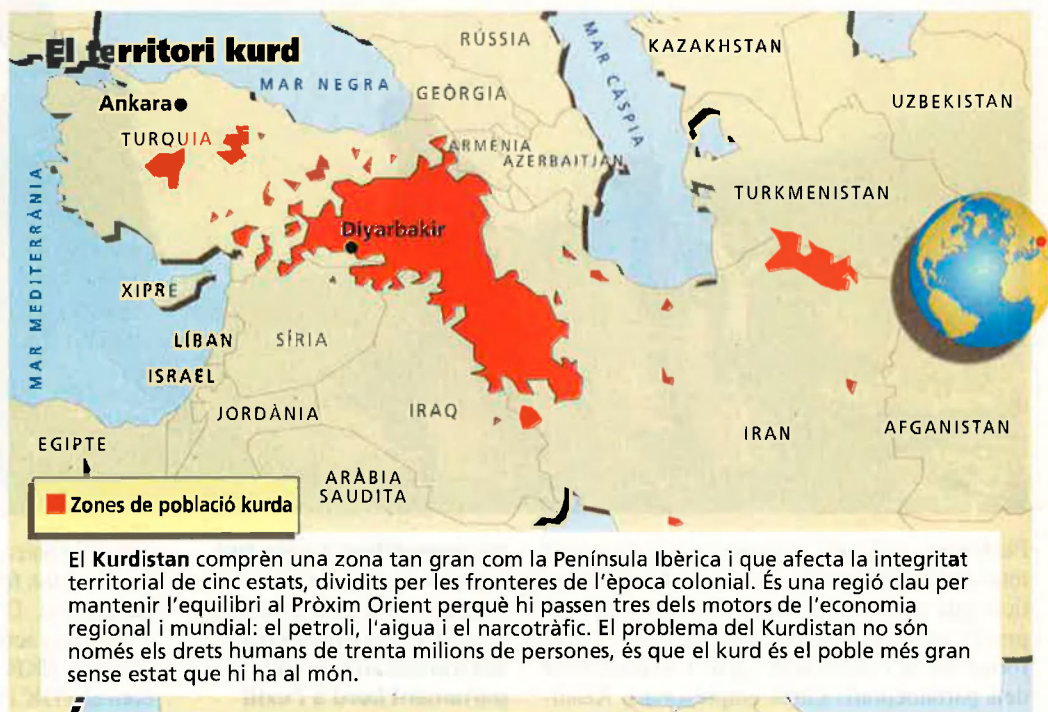 El territori kurd
RÚSSIA
KAZAKHSTAN
MAR CÀSPIA
MAR NEGRA
GEÒRGIA
UZBEKISTAN
Ankara
TURQUIA
ARMÈNIA
AZERBAITJAN
TURKMENISTAN
MAR MEDITERRÀNIA
Diyarbakir
XIPRE
LÍBAN
SÍRIA
ISRAEL
JORDÀNIA
IRAQ
IRAN
AFGANISTAN
EGIPTE
ARÀBIA
SAUDITA
Zones de població kurda
El Kurdistan comprèn una zona tan gran com la Península Ibèrica i que afecta la integritat
territorial de cinc estats, dividits per les fronteres de l'època colonial. És una regió clau per
mantenir l'equilibri al Pròxim Orient perquè hi passen tres dels motors de l'economia
regional i mundial: el petroli, l'aigua i el narcotràfic. El problema del Kurdistan no són
només els drets humans de trenta milions de persones, és que el kurd és el poble més gran
sense estat que hi ha al món.